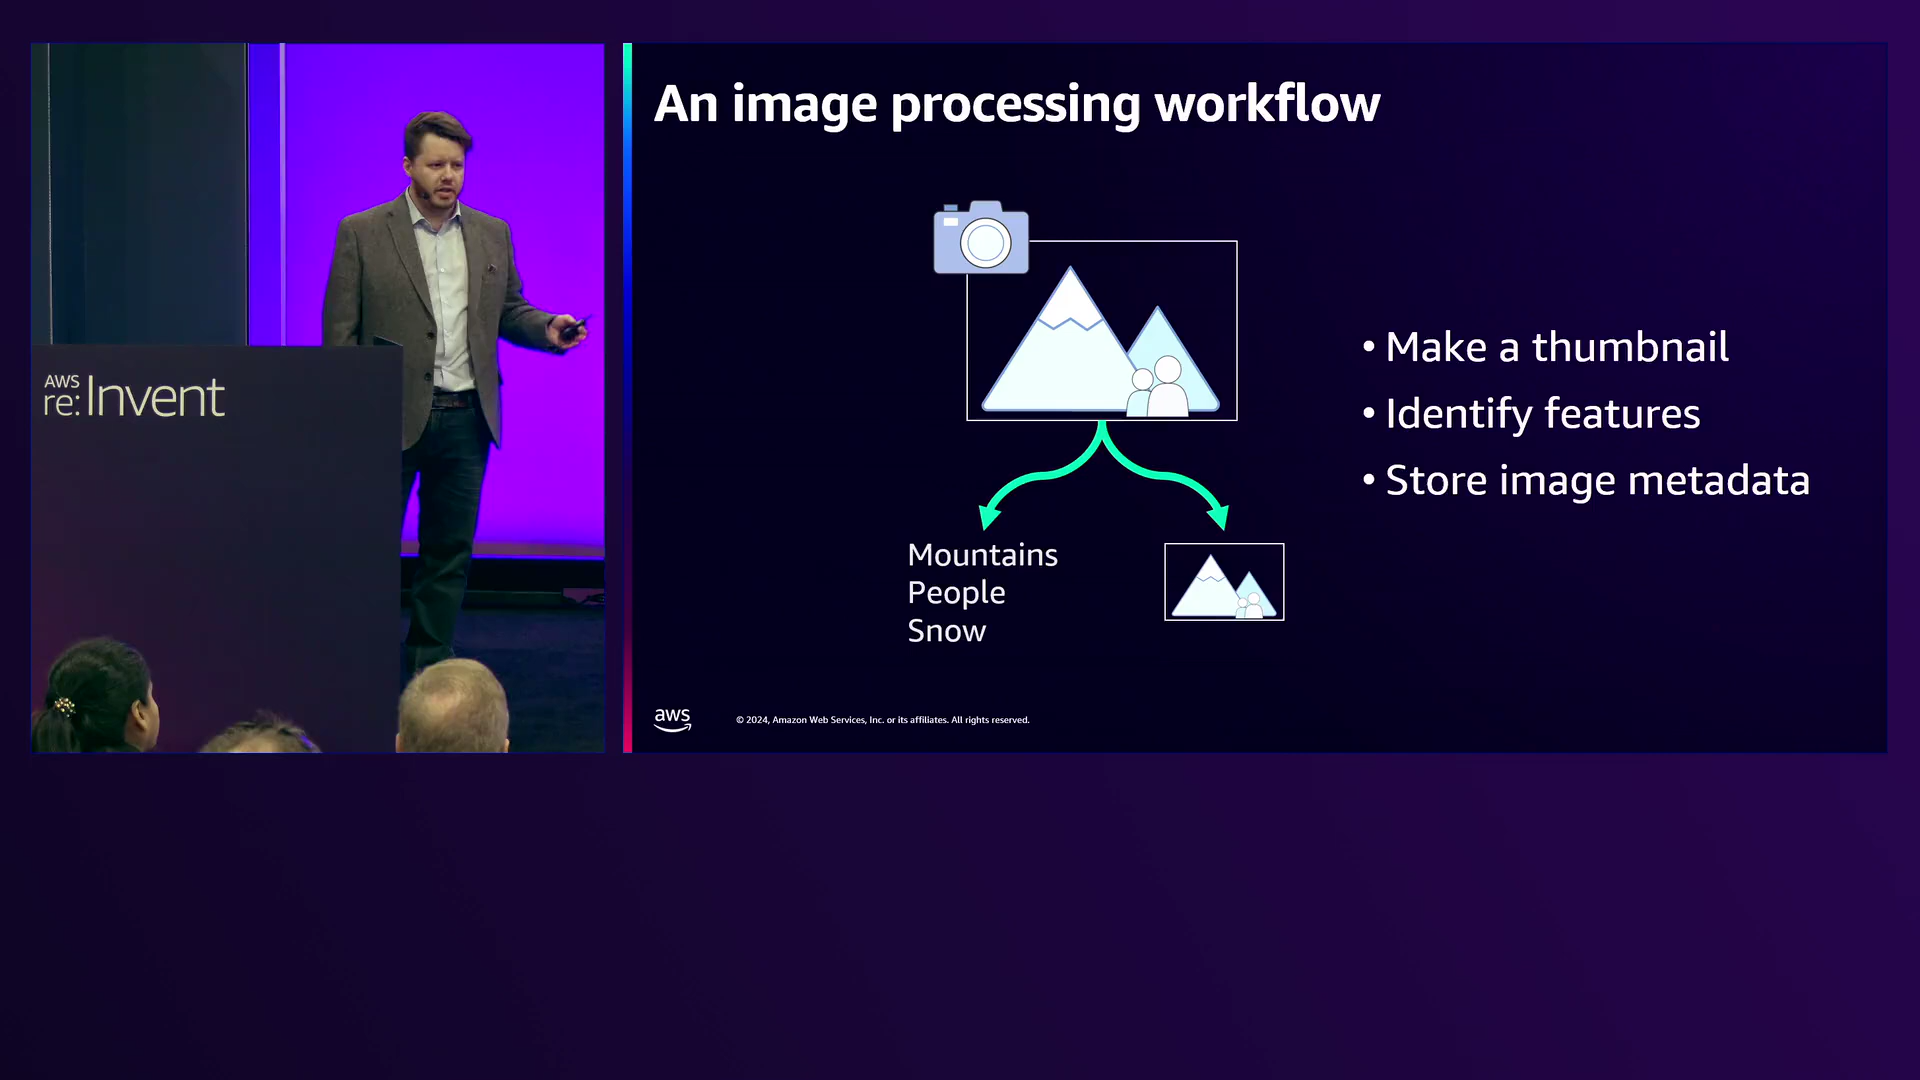 AWS
re:Invent
An image processing workflow
• Make a thumbnail
• Identify features
• Store image metadata
Mountains
People
Snow
aws
© 2024, Amazon Web Services, Inc. or its affiliates. All rights reserved.